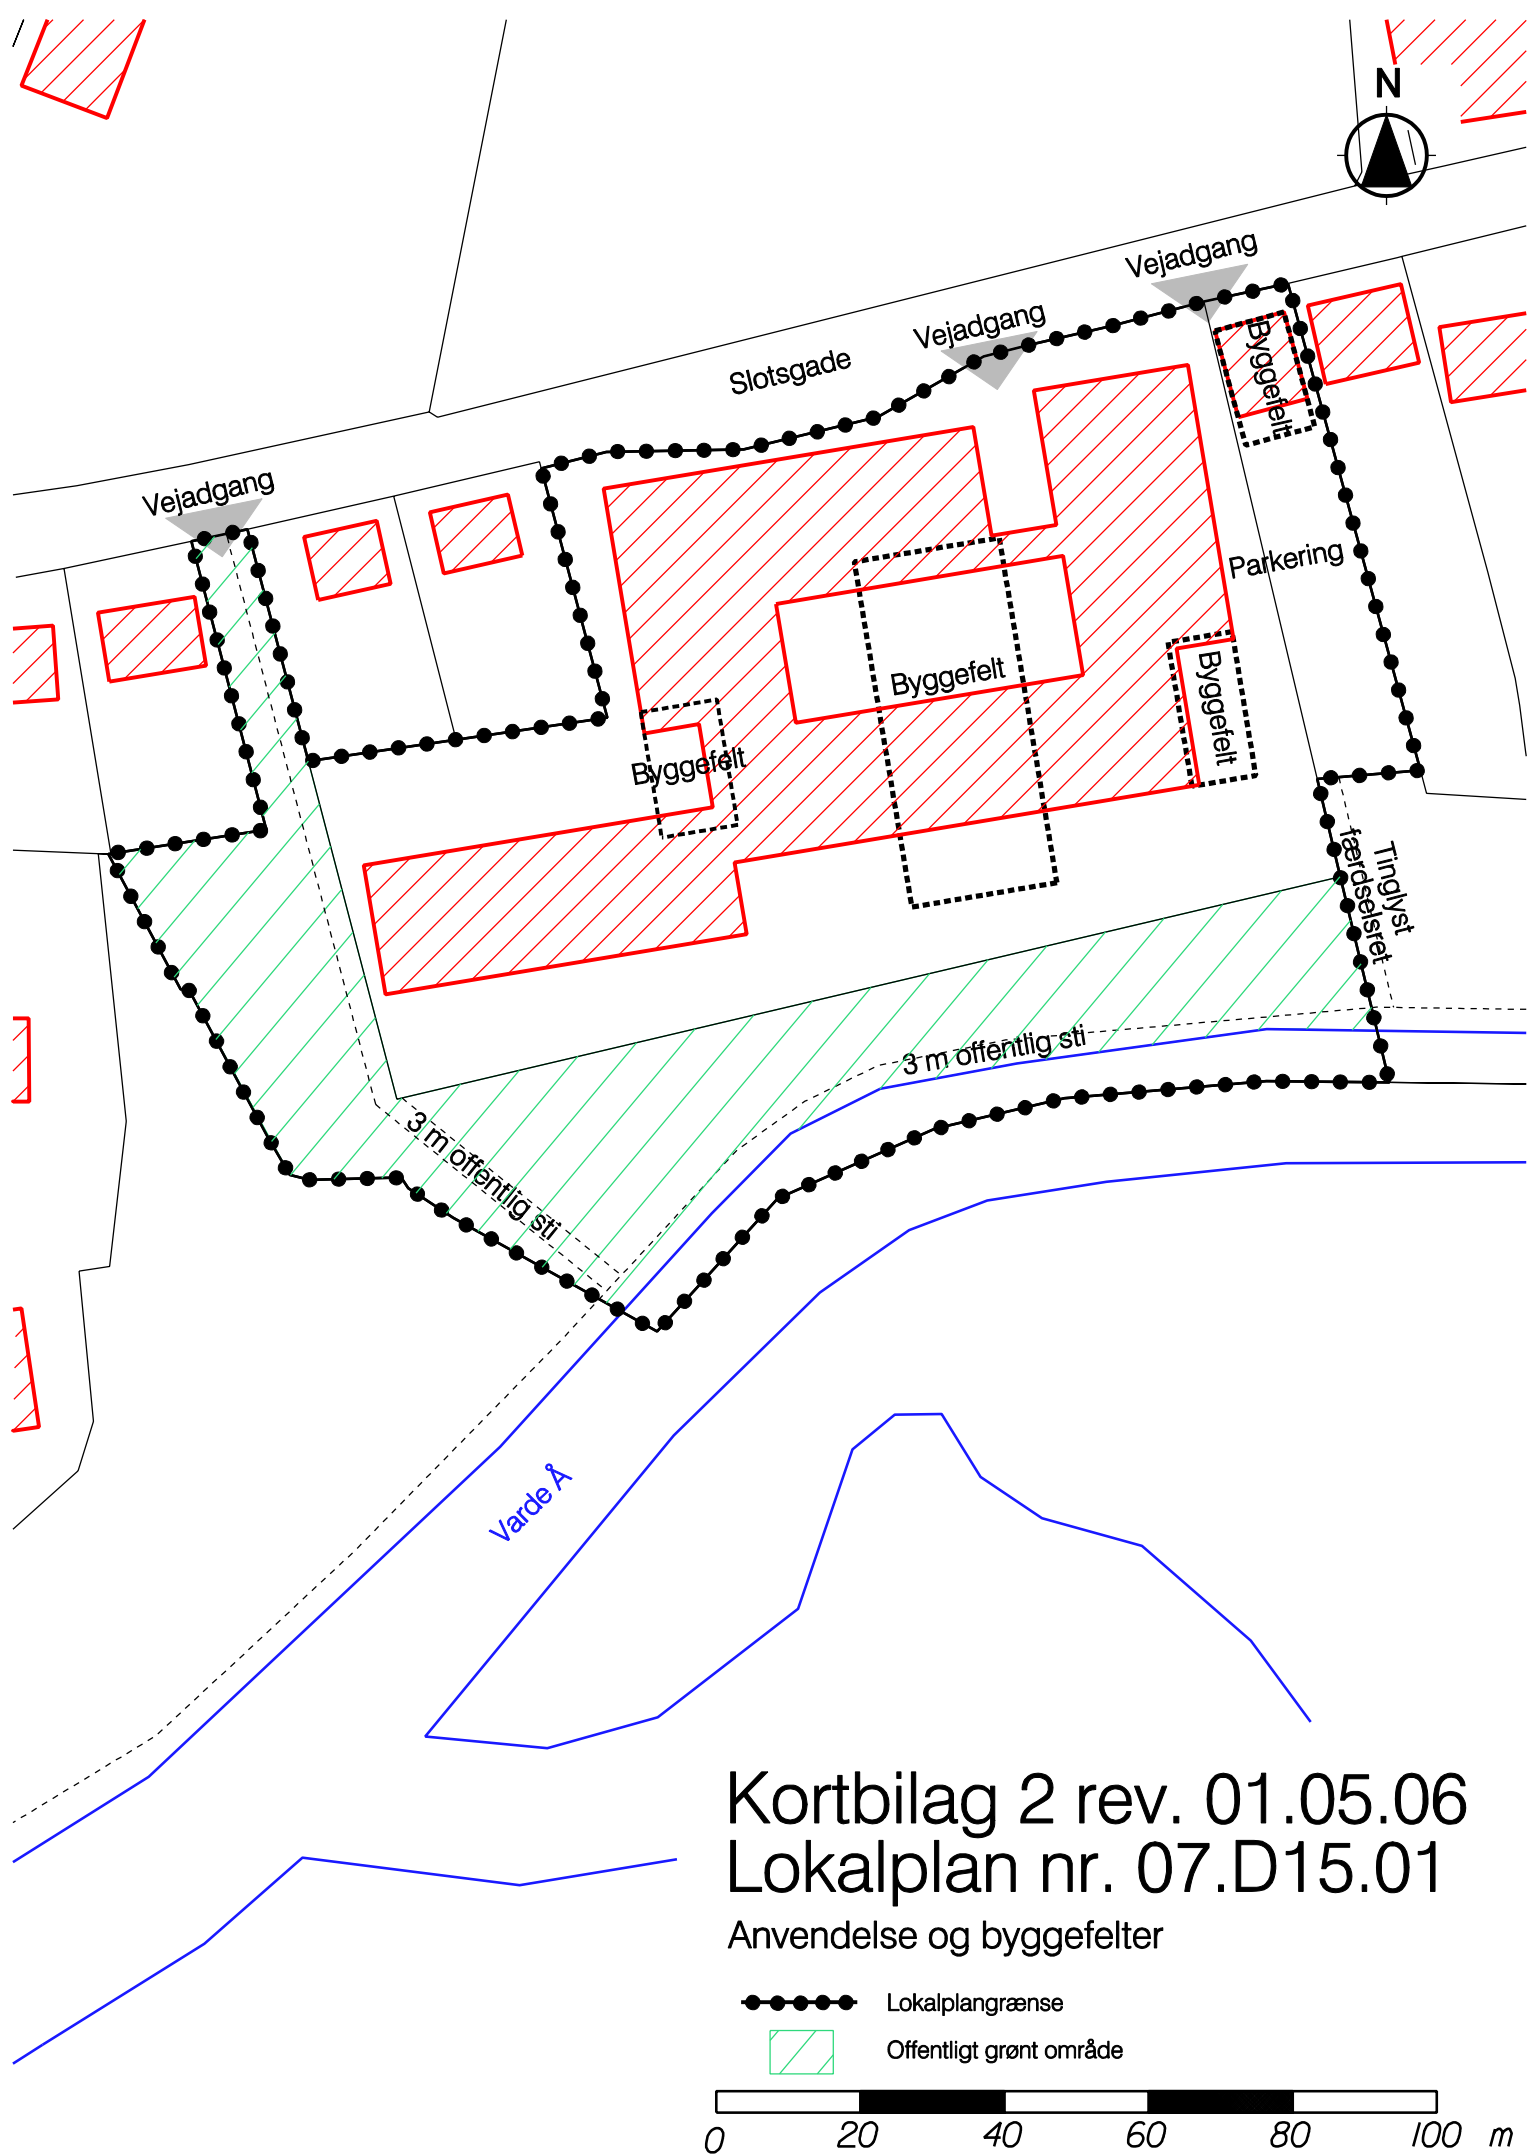 N
Vejadgang
Vejadgang
Slotsgade
Byggefelt
Vejadgang
Parkering
Byggefelt
Byggefelt
Byggefelt
Tinglyst
færdselsret
3 m offentlig sti
3 m offentlig sti
Varde Å
Kortbilag 2 rev. 01.05.06
Lokalplan nr. 07.D15.01
Anvendelse og byggefelter
Lokalplangrænse
Offentligt grønt område
0 20 40 60 80 100 m